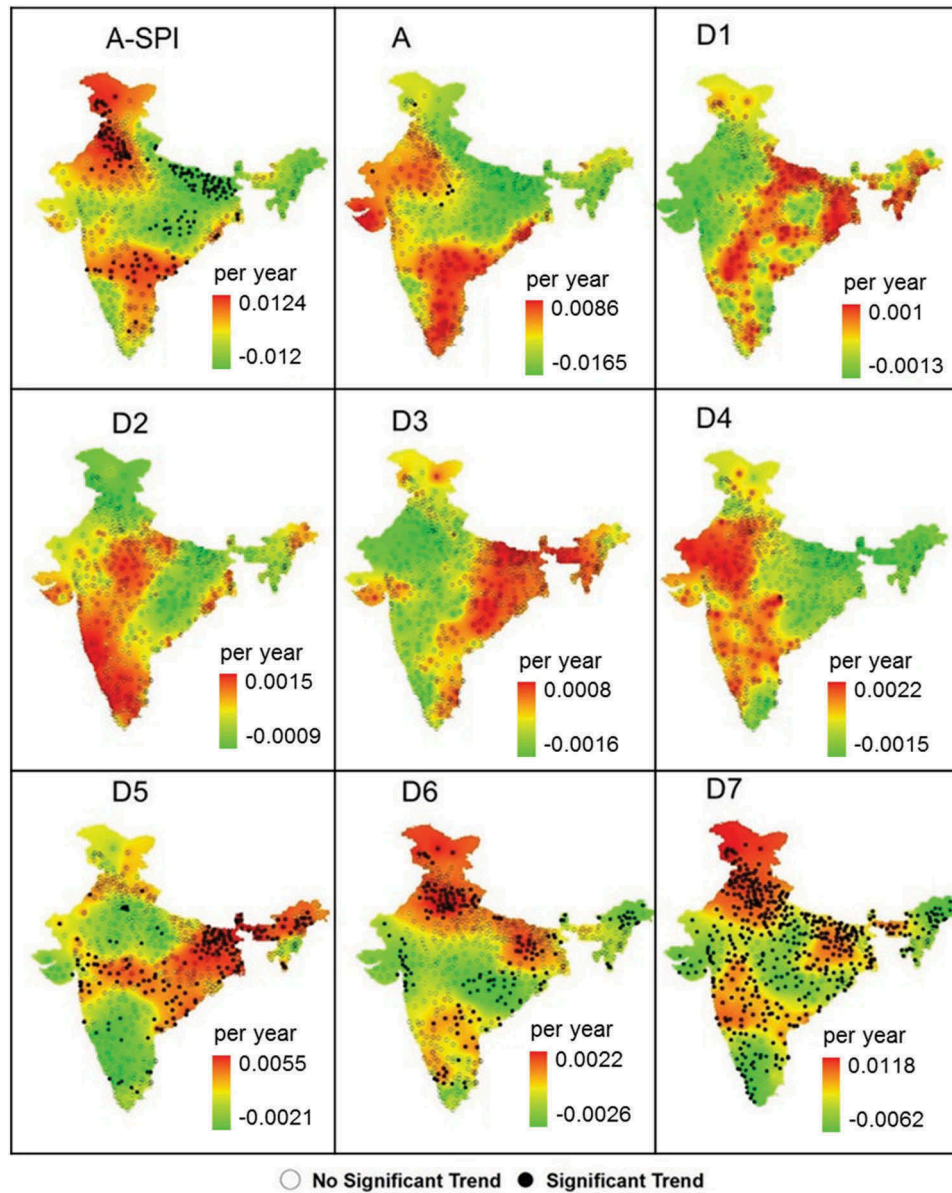 A-SPI
per year
0.0124
-0.012
A
per year
0.0086
-0.0165
D1
per year
0.001
-0.0013
D2
per year
0.0015
-0.0009
D3
per year
0.0008
-0.0016
D4
per year
0.0022
-0.0015
D5
per year
0.0055
-0.0021
D6
per year
0.0022
-0.0026
D7
per year
0.0118
-0.0062
No Significant Trend Significant Trend